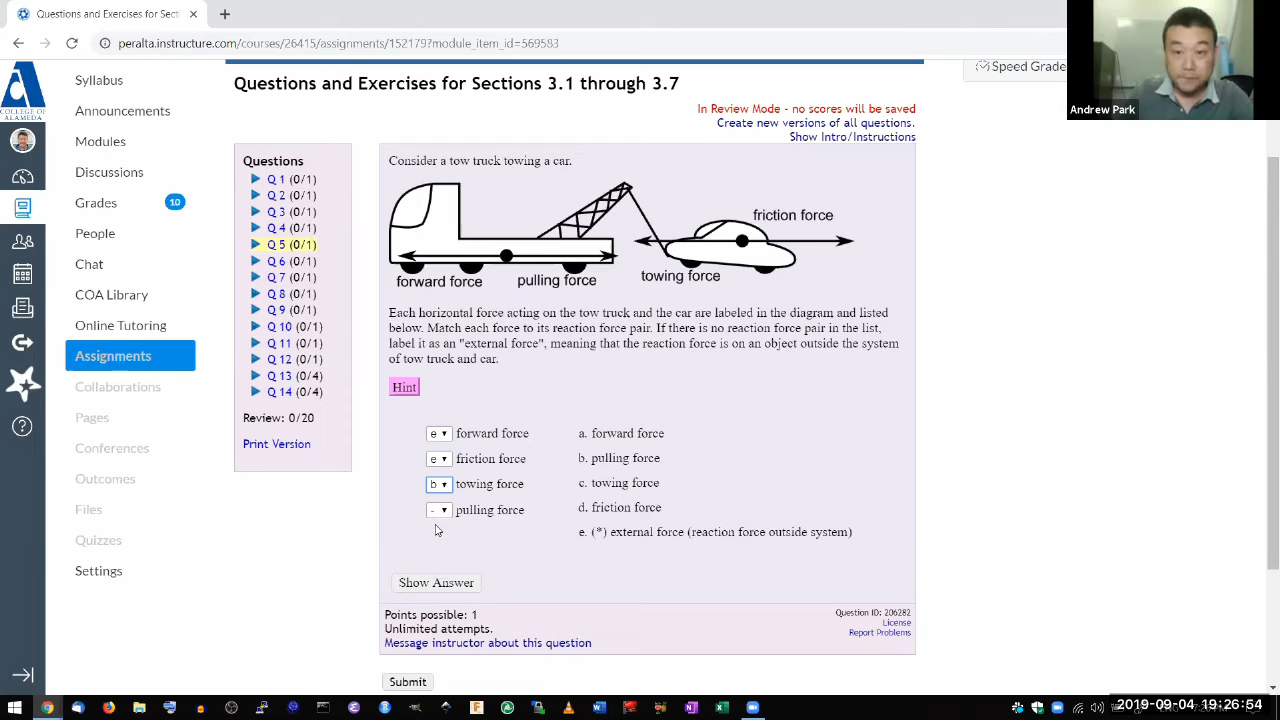 Questions and Exercises for Sect
peralta.instructure.com/courses/26415/assignments/152179?module_item_id=569583
Andrew Park
COLLEGE OF
ALAMEDA
Syllabus
Announcements
Modules
Discussions
Grades
10
People
Chat
COA Library
Online Tutoring
Assignments
Collaborations
Pages
Conferences
Outcomes
Files
Quizzes
Settings
Questions and Exercises for Sections 3.1 through 3.7
Speed Grade
In Review Mode - no scores will be saved
Create new versions of all questions.
Show Intro/Instructions
Questions
Q 1 (0/1)
Q 2 (0/1)
Q 3 (0/1)
Q 4 (0/1)
Q 5 (0/1)
Q 6 (0/1)
Q 7 (0/1)
Q 8 (0/1)
Q 9 (0/1)
Q 10 (0/1)
Q 11 (0/1)
Q 12 (0/1)
Q 13 (0/4)
Q 14 (0/4)
Review: 0/20
Print Version
Consider a tow truck towing a car.
friction force
forward force
pulling force
towing force
Each horizontal force acting on the tow truck and the car are labeled in the diagram and listed
below. Match each force to its reaction force pair. If there is no reaction force pair in the list,
label it as an "external force", meaning that the reaction force is on an object outside the system
of tow truck and car.
Hint
e forward force
e friction force
b towing force
- pulling force
a. forward force
b. pulling force
c. towing force
d. friction force
e. (*) external force (reaction force outside system)
Show Answer
Points possible: 1
Unlimited attempts.
Message instructor about this question
Question ID: 206282
License
Report Problems
Submit
2019-09-04 19:26:54